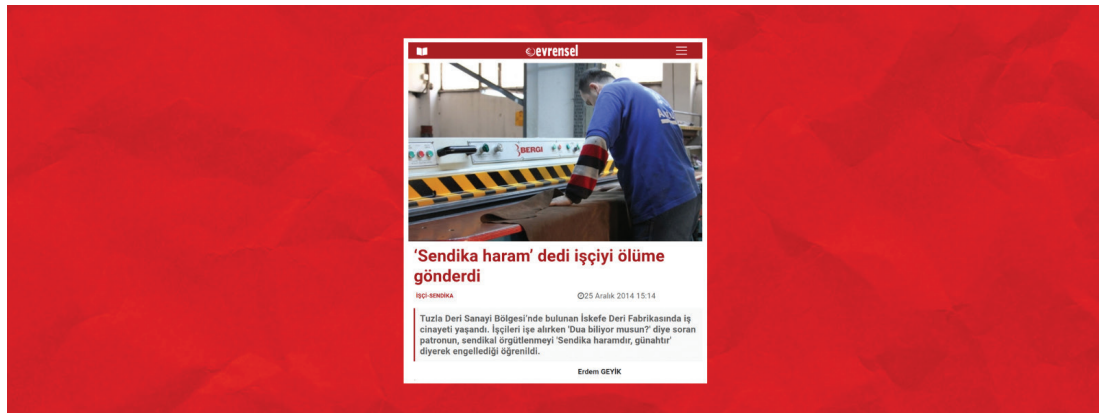 evrensel
BERGI
‘Sendika haram’ dedi işçiyi ölüme
gönderdi
İŞÇİ-SENDİKA
25 Aralık 2014 15:14
Tuzla Deri Sanayi Bölgesi'nde bulunan İskefe Deri Fabrikasında iş
cinayeti yaşandı. İşçileri işe alırken 'Dua biliyor musun?' diye soran
patronun, sendikal örgütlenmeyi 'Sendika haramdır, günahtır'
diyerek engellediği öğrenildi.
Erdem GEYİK